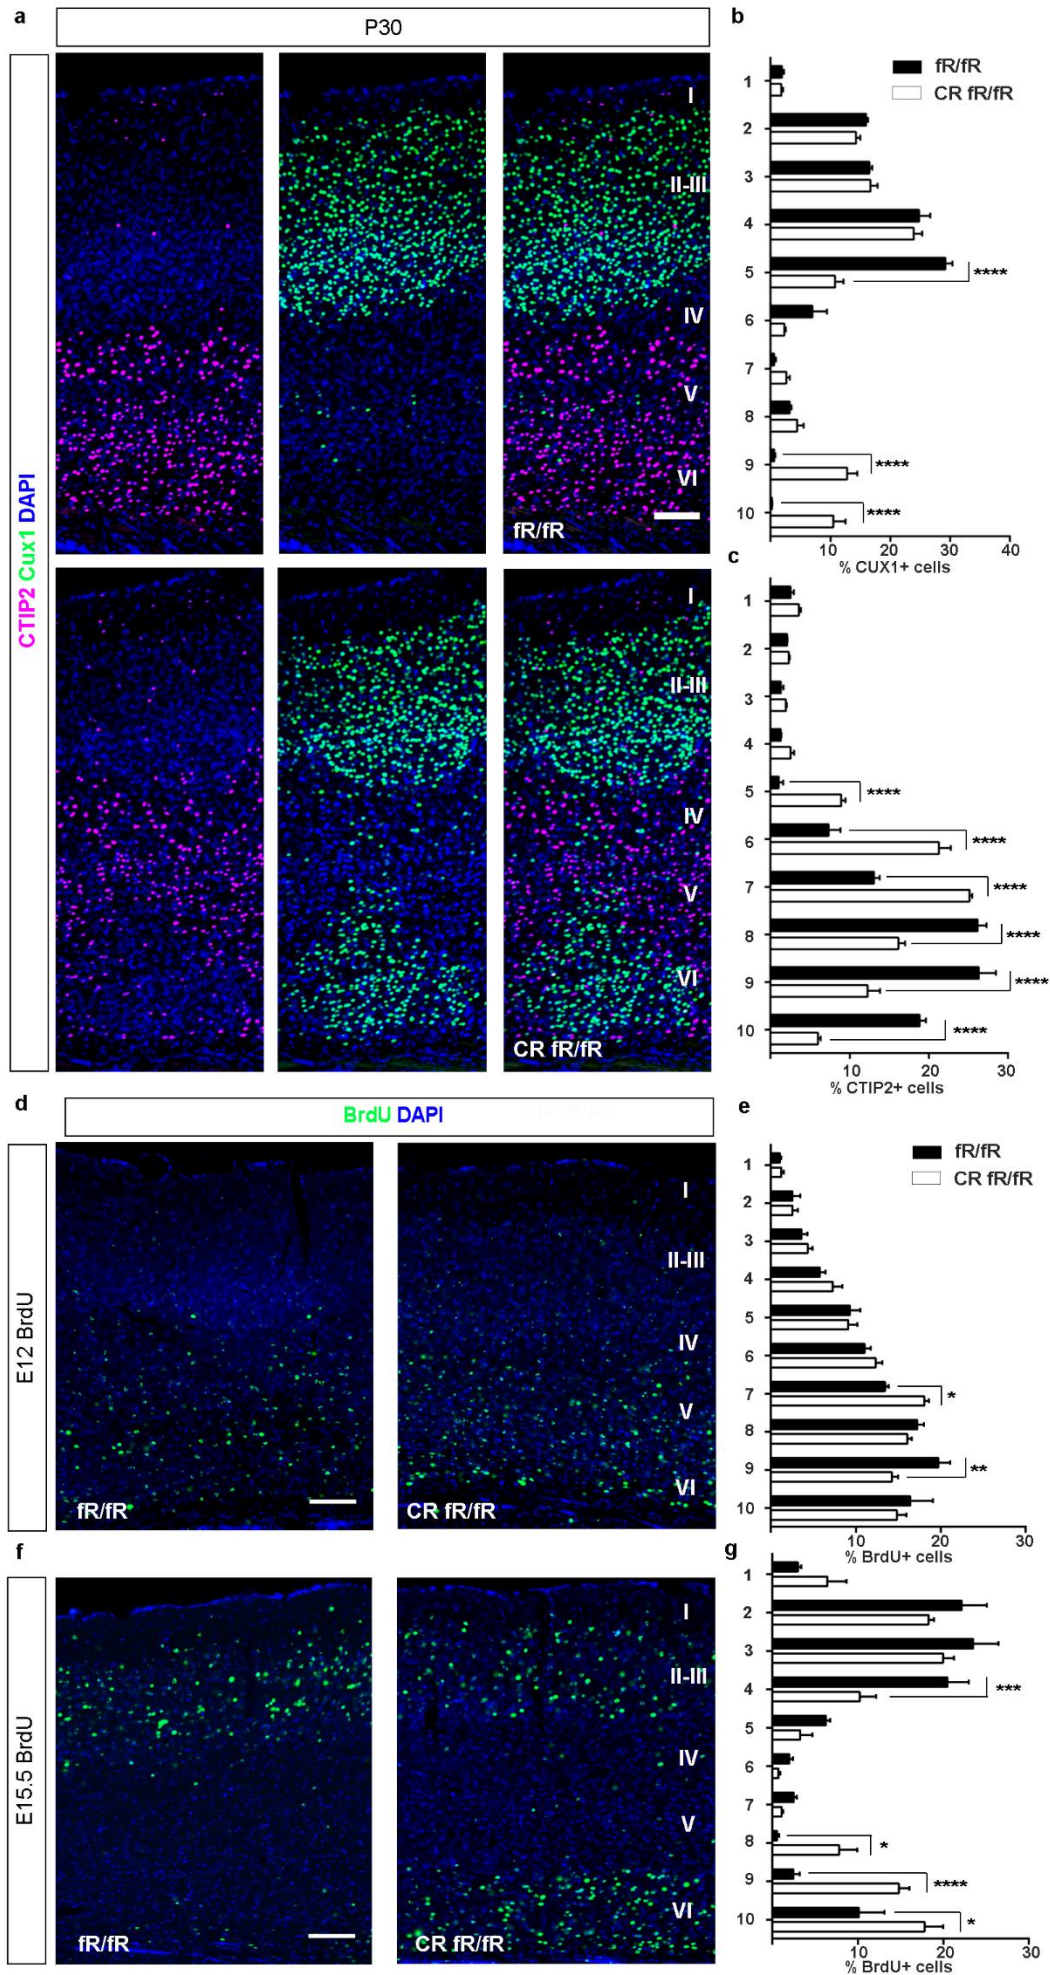 a
P30
b
CTIP2 Cux1 DAPI
I
II-III
IV
V
VI
fR/fR
I
II-III
IV
V
VI
CR fR/fR
fR/fR
CR fR/fR
1
2
3
4
5
****
6
7
8
9
****
10
****
10 20 30 40
% CUX1+ cells
c
1
2
3
4
5
****
6
****
7
****
8
****
9
****
10
****
10 20 30
% CTIP2+ cells
d
BrdU DAPI
E12 BrdU
fR/fR
I
II-III
IV
V
VI
CR fR/fR
e
fR/fR
CR fR/fR
1
2
3
4
5
6
7
*
8
9
**
10
10 20 30
% BrdU+ cells
f
E15.5 BrdU
fR/fR
I
II-III
IV
V
VI
CR fR/fR
g
1
2
3
4
***
5
6
7
8
*
9
****
10
*
10 20 30
% BrdU+ cells